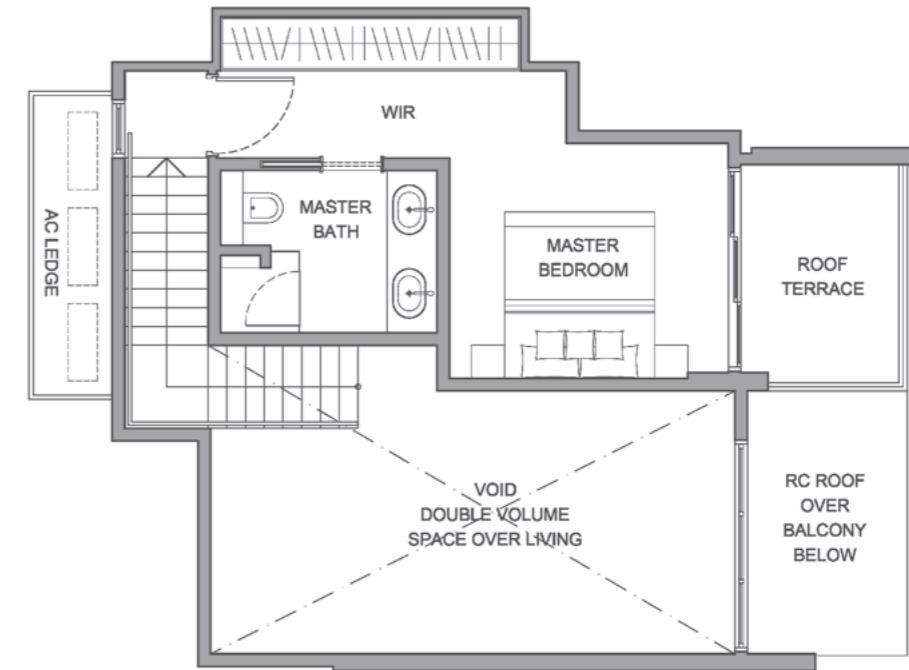 WIR
AC LEDGE
MASTER
BATH
MASTER
BEDROOM
ROOF
TERRACE
VOID
DOUBLE VOLUME
SPACE OVER LIVING
RC ROOF
OVER
BALCONY
BELOW